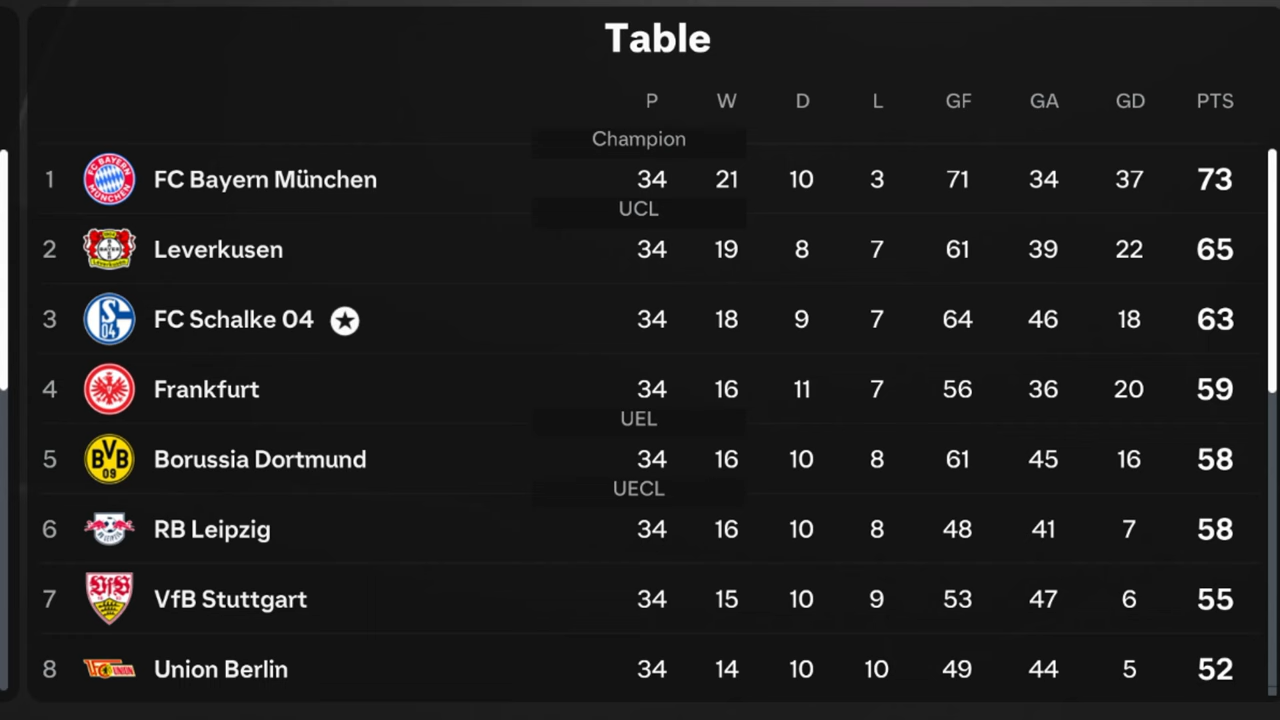 Table
P W D L GF GA GD PTS
Champion
1 FC Bayern München 34 21 10 3 71 34 37 73
UCL
2 Leverkusen 34 19 8 7 61 39 22 65
3 FC Schalke 04 34 18 9 7 64 46 18 63
4 Frankfurt 34 16 11 7 56 36 20 59
UEL
5 Borussia Dortmund 34 16 10 8 61 45 16 58
UECL
6 RB Leipzig 34 16 10 8 48 41 7 58
7 VfB Stuttgart 34 15 10 9 53 47 6 55
8 Union Berlin 34 14 10 10 49 44 5 52